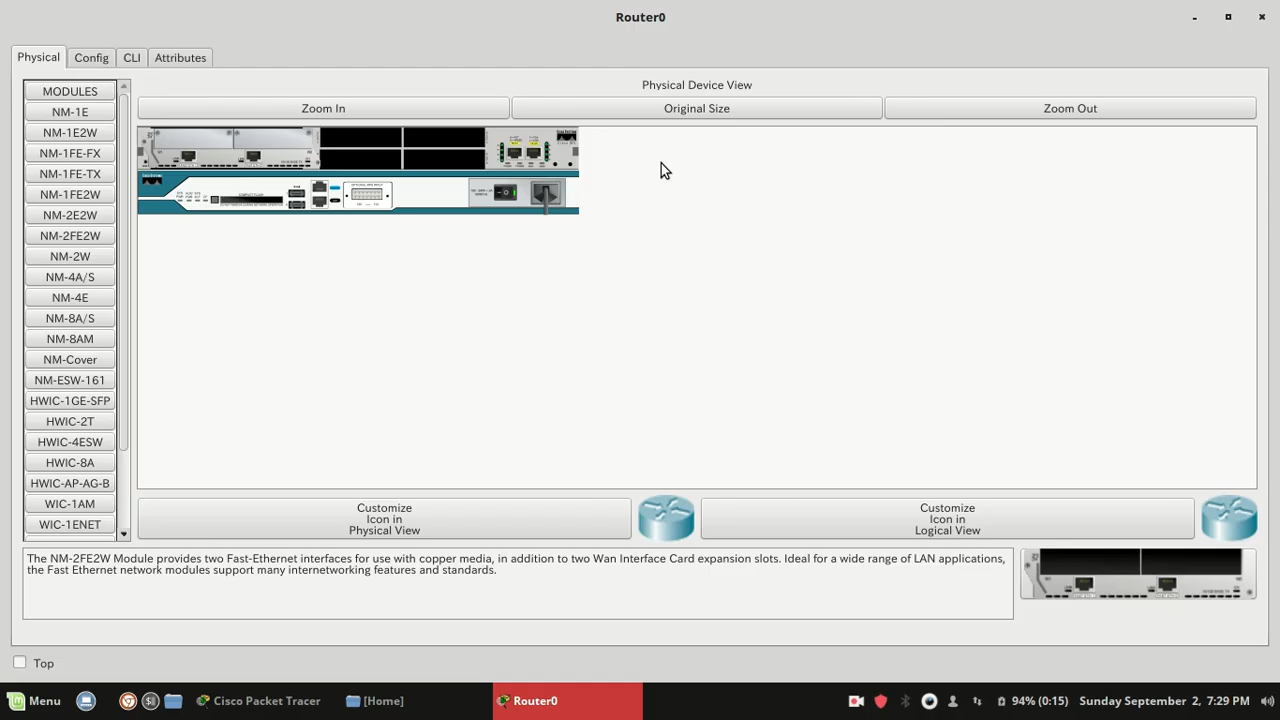 Router0
Physical
Config
CLI
Attributes
MODULES
NM-1E
NM-1E2W
NM-1FE-FX
NM-1FE-TX
NM-1FE2W
NM-2E2W
NM-2FE2W
NM-2W
NM-4A/S
NM-4E
NM-8A/S
NM-8AM
NM-Cover
NM-ESW-161
HWIC-1GE-SFP
HWIC-2T
HWIC-4ESW
HWIC-8A
HWIC-AP-AG-B
WIC-1AM
WIC-1ENET
Physical Device View
Zoom In
Original Size
Zoom Out
Customize
Icon in
Physical View
Customize
Icon in
Logical View
The NM-2FE2W Module provides two Fast-Ethernet interfaces for use with copper media, in addition to two Wan Interface Card expansion slots. Ideal for a wide range of LAN applications,
the Fast Ethernet network modules support many internetworking features and standards.
Top
Menu
Cisco Packet Tracer
[Home]
Router0
94% (0:15)
Sunday September 2, 7:29 PM